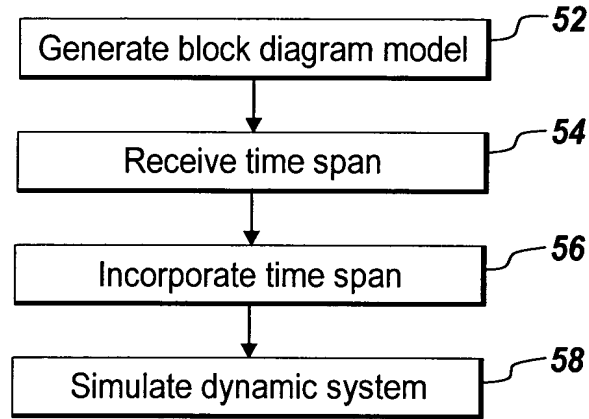 52
Generate block diagram model
54
Receive time span
56
Incorporate time span
58
Simulate dynamic system